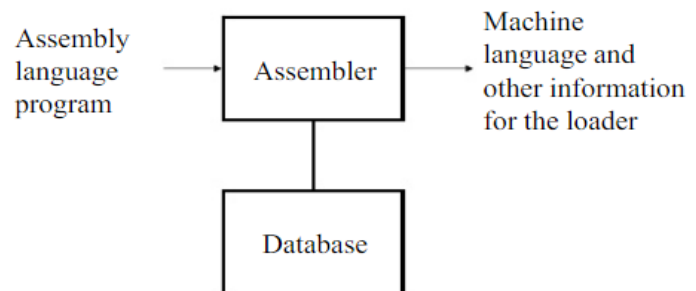 Assembly
language
program
Assembler
Machine
language and
other information
for the loader
Database